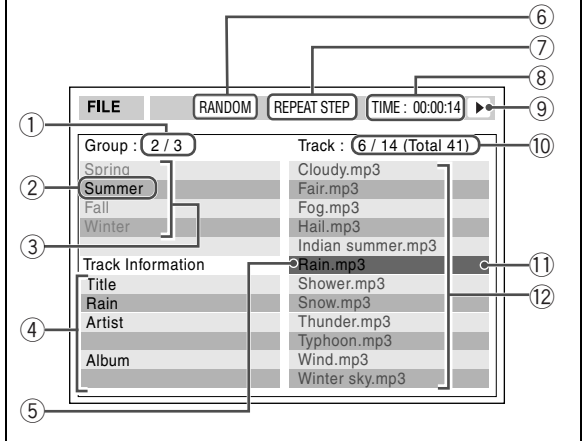 ⑥
⑦
⑧
FILE RANDOM REPEAT STEP TIME : 00:00:14 ⑨
①
Group : 2 / 3 Track : 6 / 14 (Total 41) ⑩
Spring Cloudy.mp3
② Summer Fair.mp3
Fall Fog.mp3
Winter Hail.mp3
③ Indian summer.mp3
Track Information Rain.mp3 ⑪
Title Shower.mp3
Rain Snow.mp3 ⑫
④ Artist Thunder.mp3
Typhoon.mp3
Album Wind.mp3
Winter sky.mp3
⑤